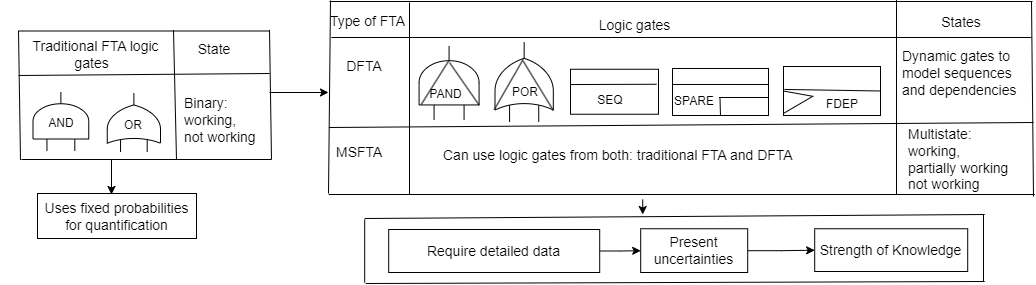 Traditional FTA logic
gates
State
AND
OR
Binary:
working,
not working
Uses fixed probabilities
for quantification
Type of FTA
Logic gates
States
DFTA
PAND
POR
SEQ
SPARE
FDEP
Dynamic gates to
model sequences
and dependencies
MSFTA
Can use logic gates from both: traditional FTA and DFTA
Multistate:
working,
partially working
not working
Require detailed data
Present
uncertainties
Strength of Knowledge